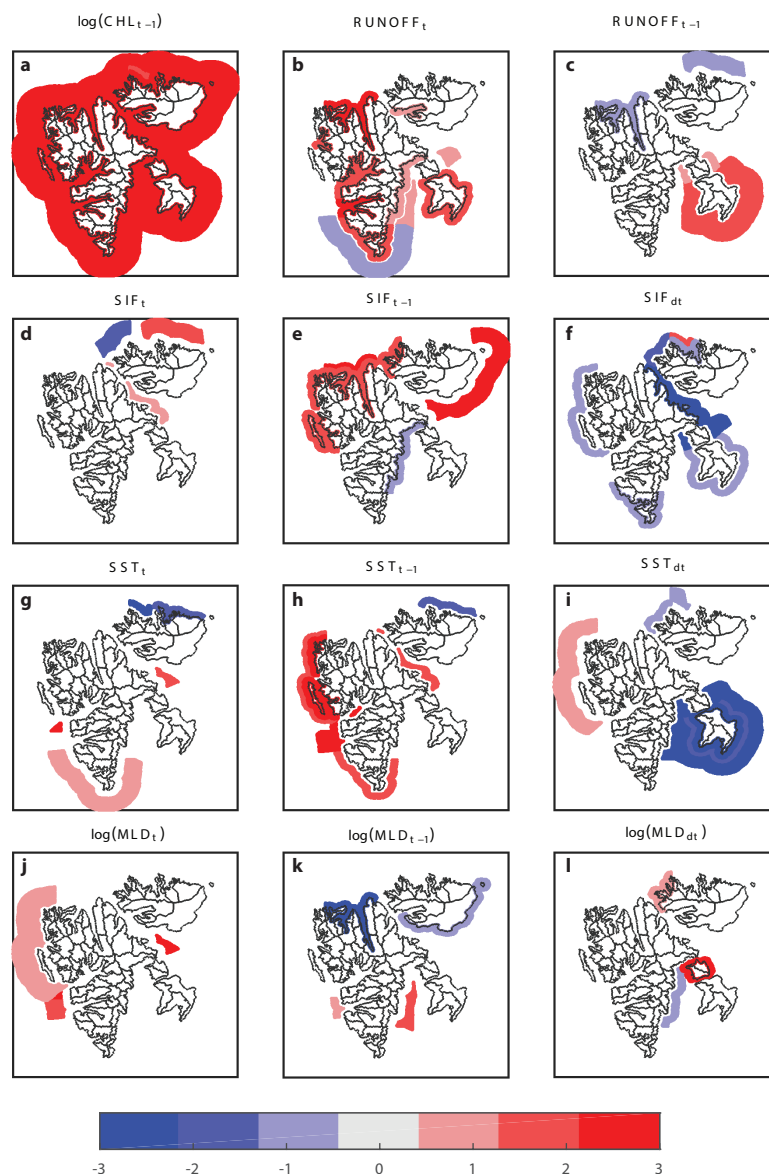 log(CHL t−1) RUNOFF t RUNOFF t−1
a b c
SIF t SIF t−1 SIF dt
d e f
SST t SST t−1 SST dt
g h i
log(MLD t) log(MLD t−1) log(MLD dt)
j k l
-3 -2 -1 0 1 2 3